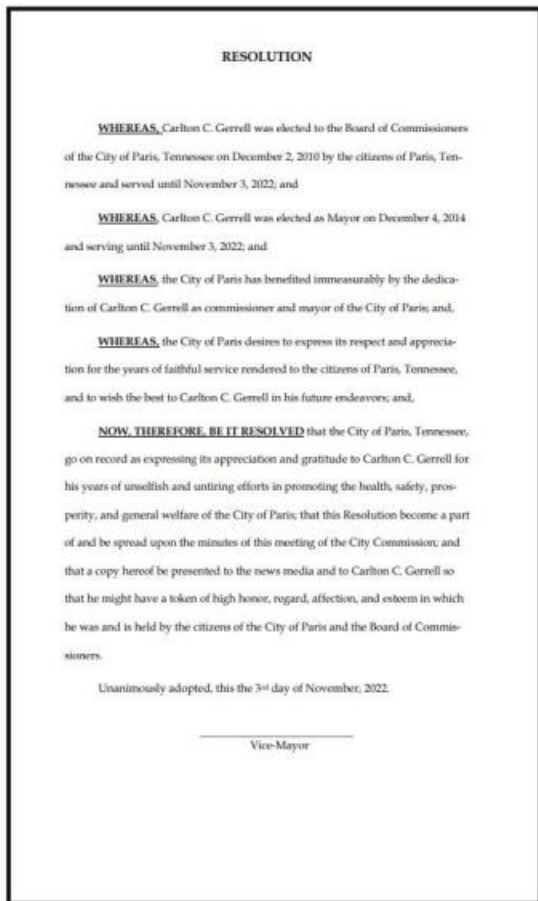 RESOLUTION
WHEREAS, Carlton C. Gerrell was elected to the Board of Commissioners
of the City of Paris, Tennessee on December 2, 2010 by the citizens of Paris, Ten-
nessee and served until November 3, 2022; and
WHEREAS, Carlton C. Gerrell was elected as Mayor on December 4, 2014
and serving until November 3, 2022; and
WHEREAS, the City of Paris has benefited immeasurably by the dedica-
tion of Carlton C. Gerrell as commissioner and mayor of the City of Paris; and,
WHEREAS, the City of Paris desires to express its respect and apprecia-
tion for the years of faithful service rendered to the citizens of Paris, Tennessee,
and to wish the best to Carlton C. Gerrell in his future endeavors; and,
NOW, THEREFORE, BE IT RESOLVED that the City of Paris, Tennessee,
go on record as expressing its appreciation and gratitude to Carlton C. Gerrell for
his years of unselfish and untiring efforts in promoting the health, safety, pros-
perity, and general welfare of the City of Paris; that this Resolution become a part
of and be spread upon the minutes of this meeting of the City Commission; and
that a copy hereof be presented to the news media and to Carlton C. Gerrell so
that he might have a token of high honor, regard, affection, and esteem in which
he was and is held by the citizens of the City of Paris and the Board of Commis-
sioners.
Unanimously adopted, this the 3rd day of November, 2022.
Vice-Mayor